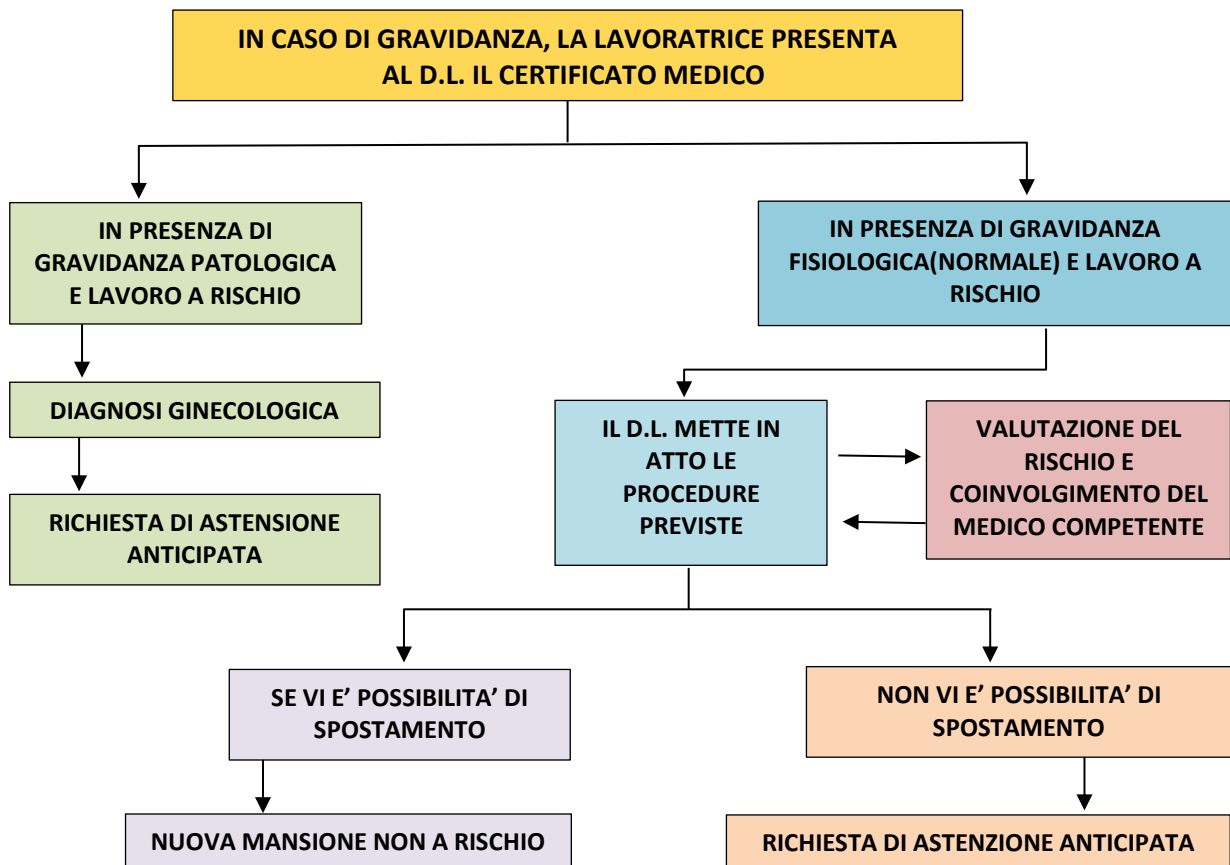 IN CASO DI GRAVIDANZA, LA LAVORATRICE PRESENTA
AL D.L. IL CERTIFICATO MEDICO
IN PRESENZA DI
GRAVIDANZA PATOLOGICA
E LAVORO A RISCHIO
IN PRESENZA DI GRAVIDANZA
FISIOLOGICA(NORMALE) E LAVORO A
RISCHIO
DIAGNOSI GINECOLOGICA
RICHIESTA DI ASTENSIONE
ANTICIPATA
IL D.L. METTE IN
ATTO LE
PROCEDURE
PREVISTE
VALUTAZIONE DEL
RISCHIO E
COINVOLGIMENTO DEL
MEDICO COMPETENTE
SE VI E’ POSSIBILITA’ DI
SPOSTAMENTO
NON VI E’ POSSIBILITA’ DI
SPOSTAMENTO
NUOVA MANSIONE NON A RISCHIO
RICHIESTA DI ASTENZIONE ANTICIPATA